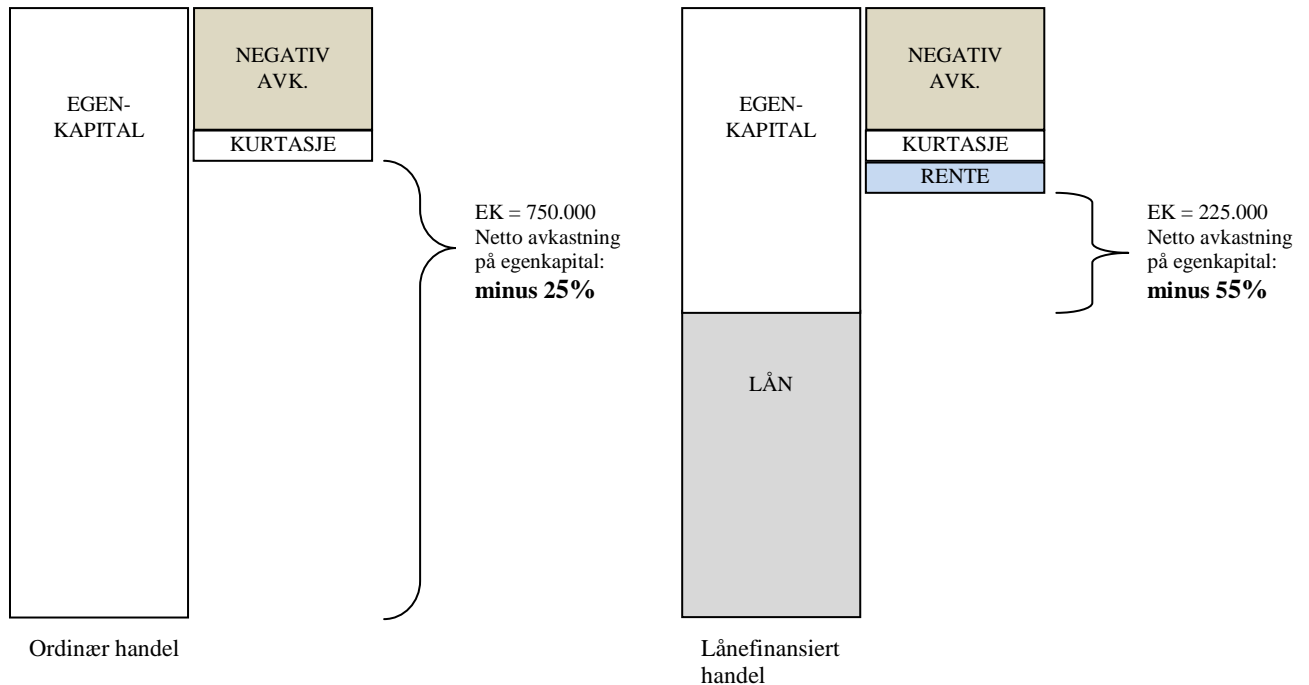 EGEN-
KAPITAL
NEGATIV
AVK.
KURTASJE
EK = 750.000
Netto avkastning
på egenkapital:
minus 25%
Ordinær handel
EGEN-
KAPITAL
LÅN
NEGATIV
AVK.
KURTASJE
RENTE
EK = 225.000
Netto avkastning
på egenkapital:
minus 55%
Lånefinansiert
handel